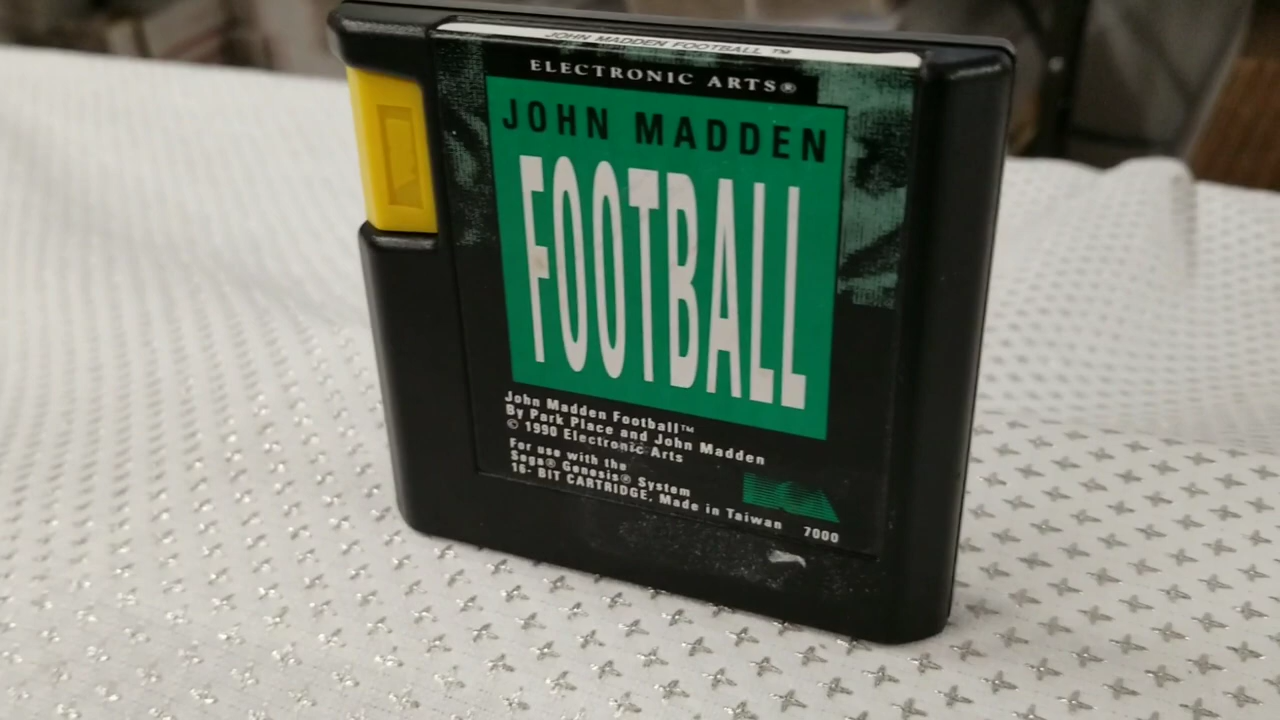 JOHN MADDEN FOOTBALL ™
ELECTRONIC ARTS®
JOHN MADDEN
FOOTBALL
John Madden Football™
By Park Place and John Madden
© 1990 Electronic Arts
For use with the
Sega® Genesis® System
16- BIT CARTRIDGE. Made in Taiwan
EA
7000